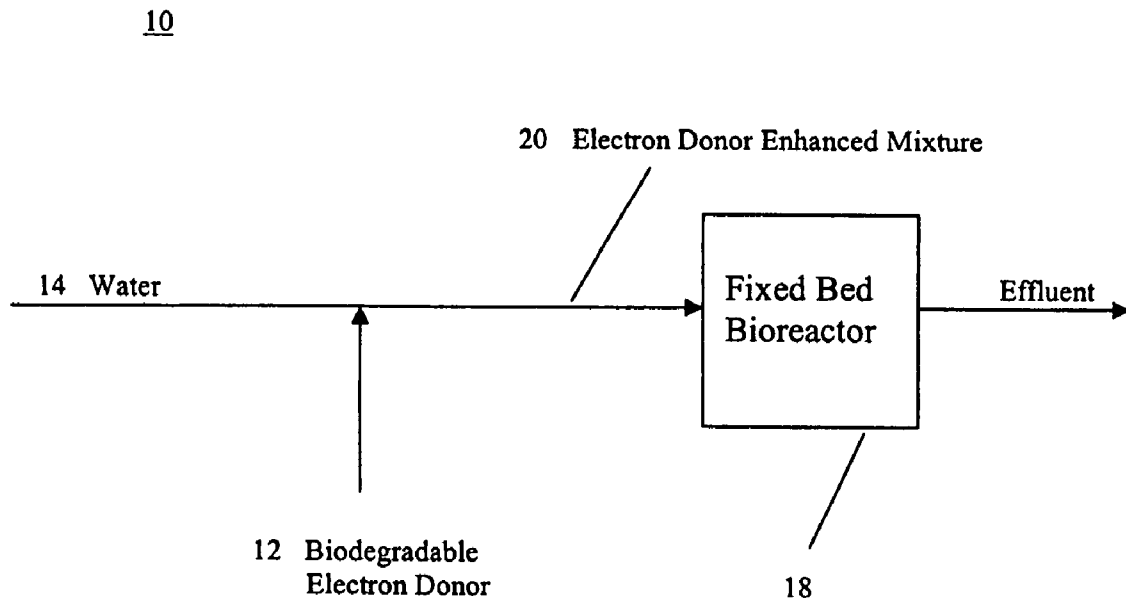 10
20 Electron Donor Enhanced Mixture
14 Water
Fixed Bed
Bioreactor
Effluent
12 Biodegradable
Electron Donor
18